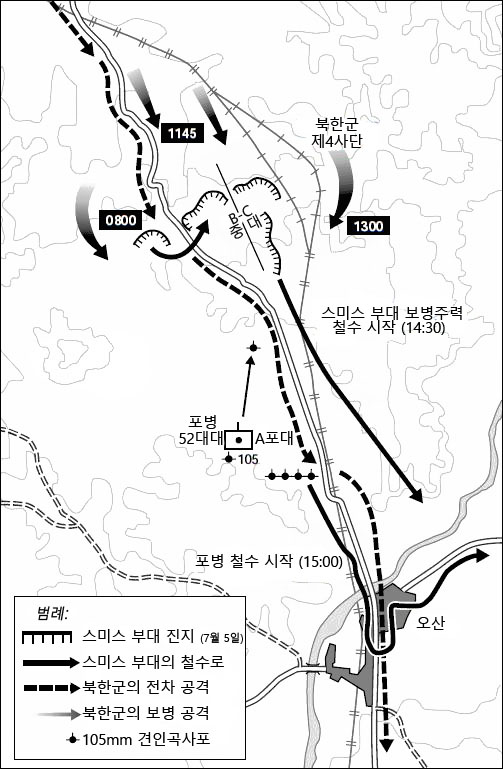 1145
북한군
제4사단
0800
B
C
중
대
1300
스미스 부대 보병주력
철수 시작 (14:30)
포병
52대대
A포대
105
포병 철수 시작 (15:00)
오산
범례:
스미스 부대 진지 (7월 5일)
스미스 부대의 철수로
북한군의 전차 공격
북한군의 보병 공격
105mm 견인곡사포